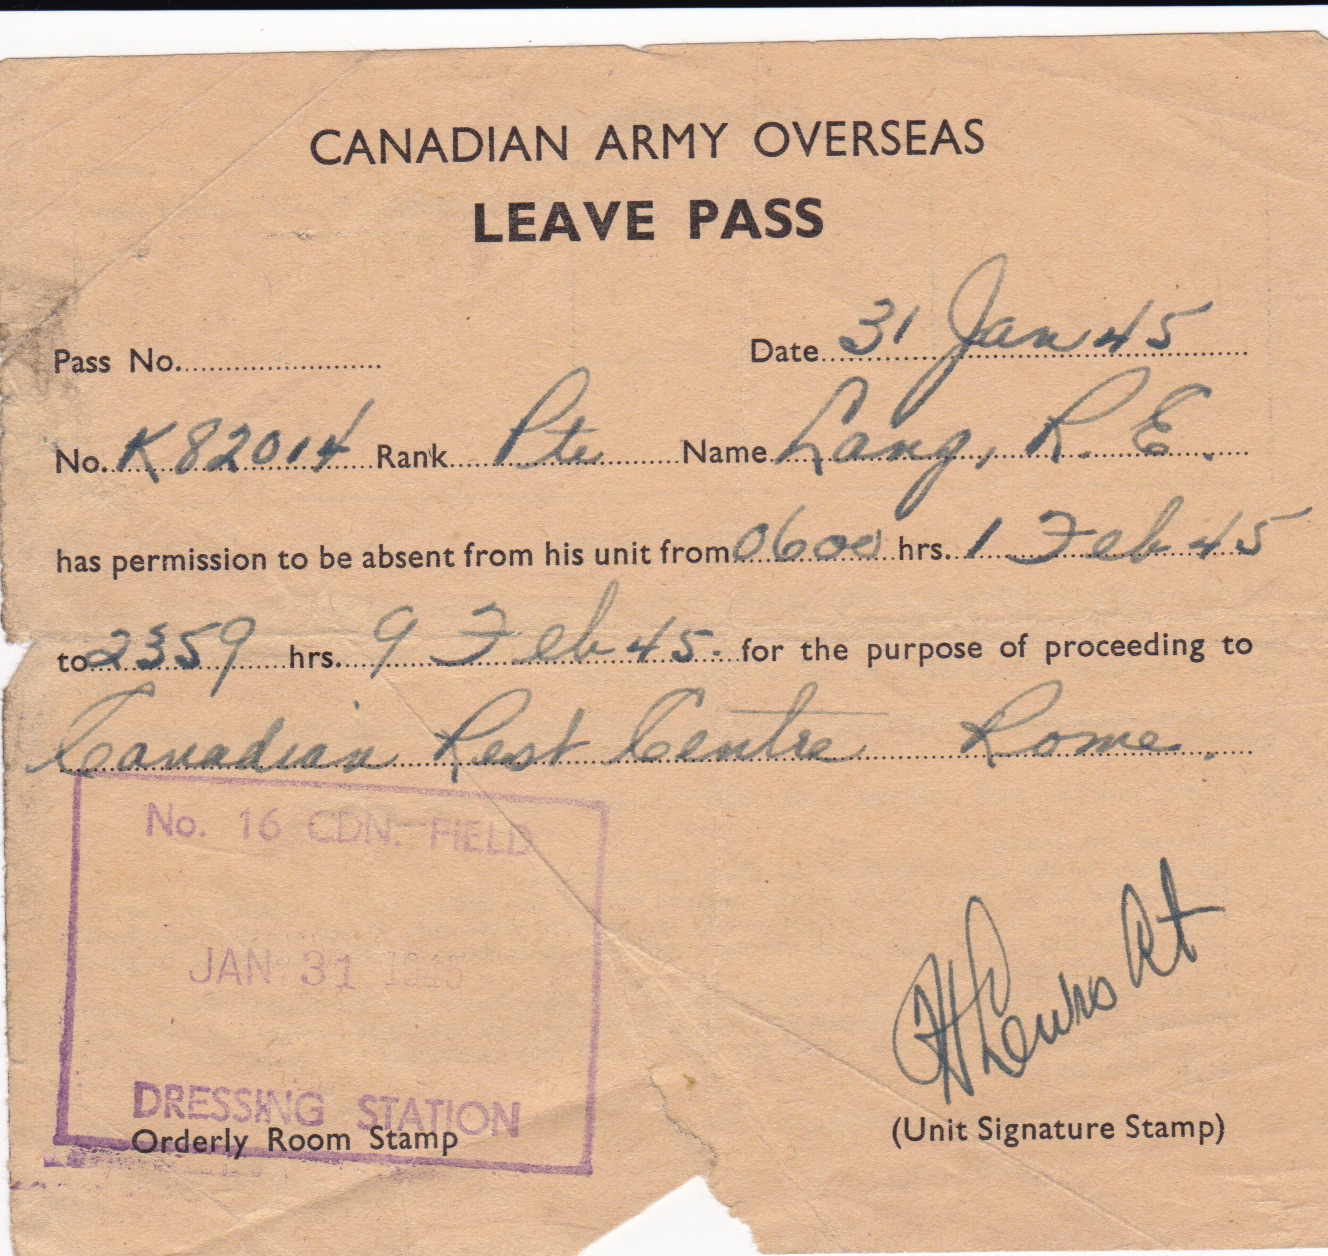 CANADIAN ARMY OVERSEAS
LEAVE PASS
Pass No. Date 31 Jan 45
No. K82014 Rank Pte Name Lang, R. E.
has permission to be absent from his unit from 0600 hrs. 1 Feb 45
to 2359 hrs. 9 Feb 45. for the purpose of proceeding to
Canadian Rest Centre Rome.
No. 16 CDN. FIELD
JAN 31 1945
DRESSING STATION
Orderly Room Stamp
(Unit Signature Stamp)